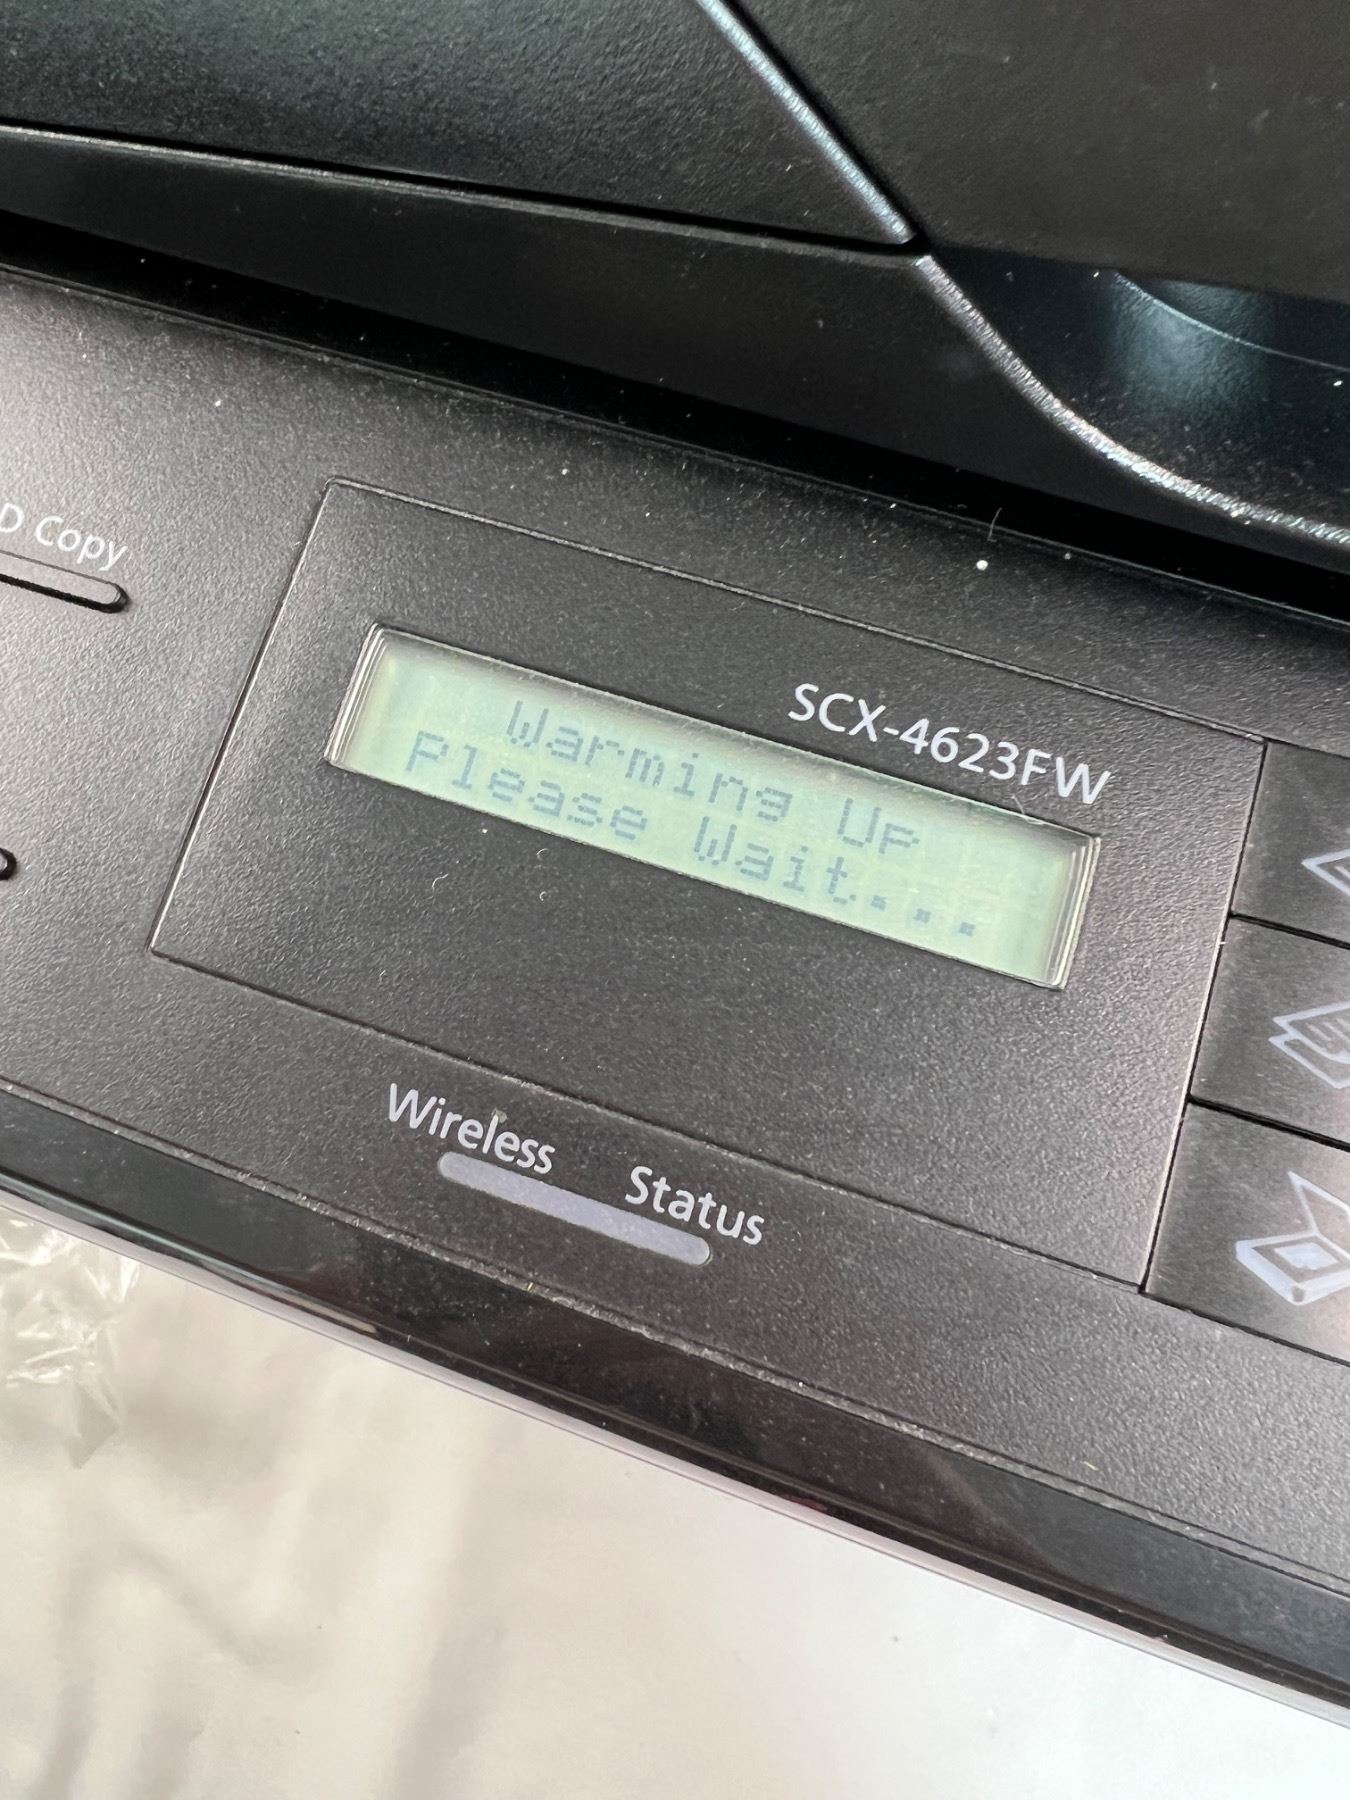 D Copy
SCX-4623FW
Warming Up
Please Wait...
Wireless Status